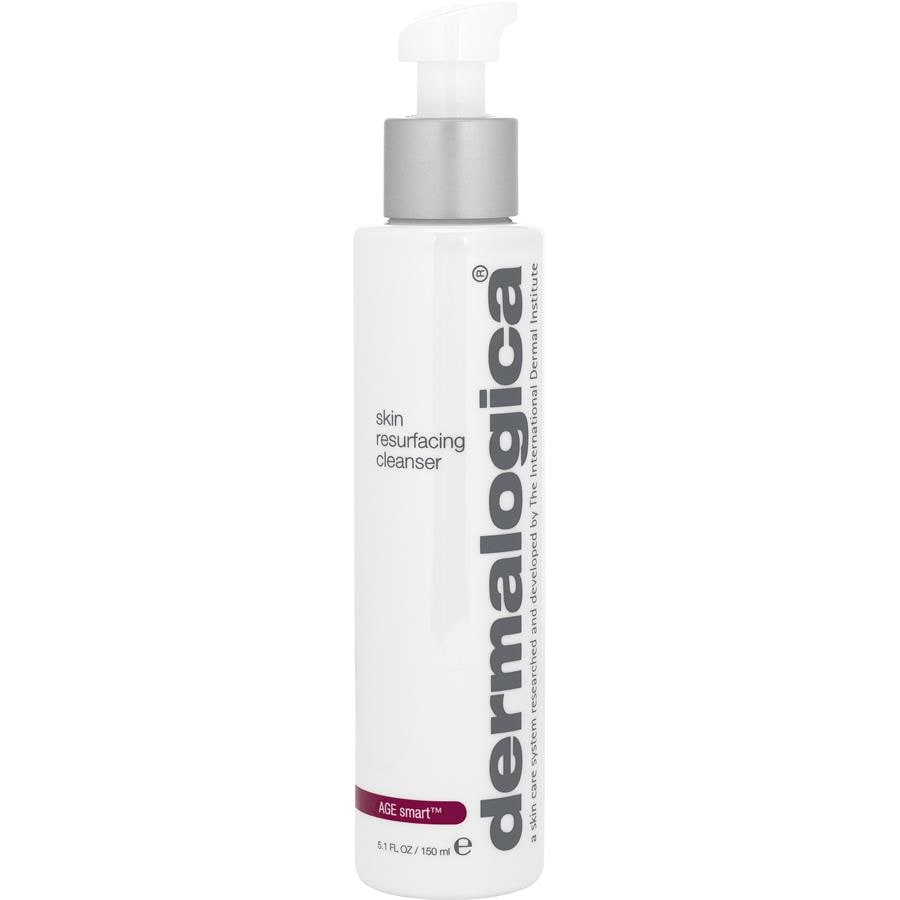 skin
resurfacing
cleanser
dermalogica®
a skin care system researched and developed by The International Dermal Institute
AGE smart™
5.1 FL OZ / 150 ml ℮